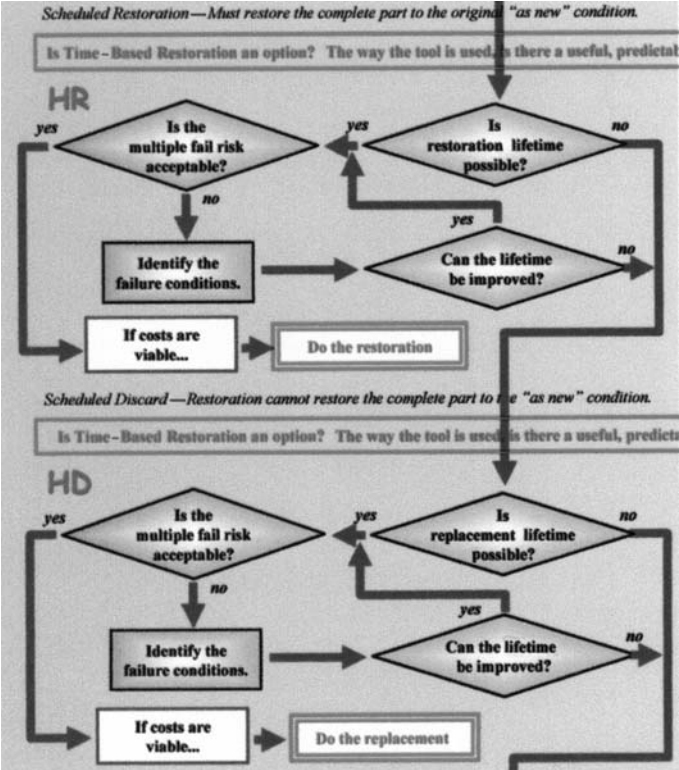 Scheduled Restoration—Must restore the complete part to the original "as new" condition.
Is Time-Based Restoration an option? The way the tool is used, is there a useful,
HR
yes
Is the
multiple fail risk
acceptable?
yes
Is
restoration lifetime
possible?
no
no
yes
Identify the
failure conditions.
Can the lifetime
be improved?
no
If costs are
viable...
Do the restoration
Scheduled Discard—Restoration cannot restore the complete part to the "as new" condition.
Is Time-Based Restoration an option? The way the tool is used, is there a useful,
HD
yes
Is the
multiple fail risk
acceptable?
yes
Is
replacement lifetime
possible?
no
no
yes
Identify the
failure conditions.
Can the lifetime
be improved?
no
If costs are
viable...
Do the replacement